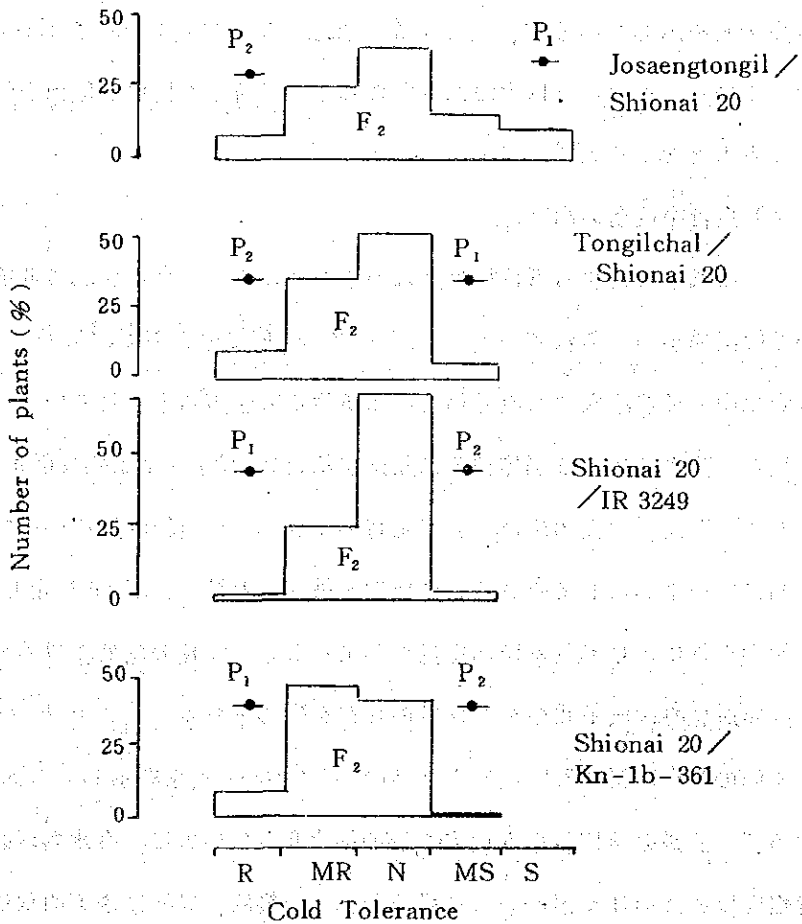 50
25
0
P₂
P₁
F₂
Josaengtongil /
Shionai 20
50
25
0
P₂
P₁
F₂
Tongilchal /
Shionai 20
50
25
0
P₁
P₂
F₂
Shionai 20
/ IR 3249
50
25
0
P₁
P₂
F₂
Shionai 20 /
Kn-1b-361
Number of plants (%)
R MR N MS S
Cold Tolerance